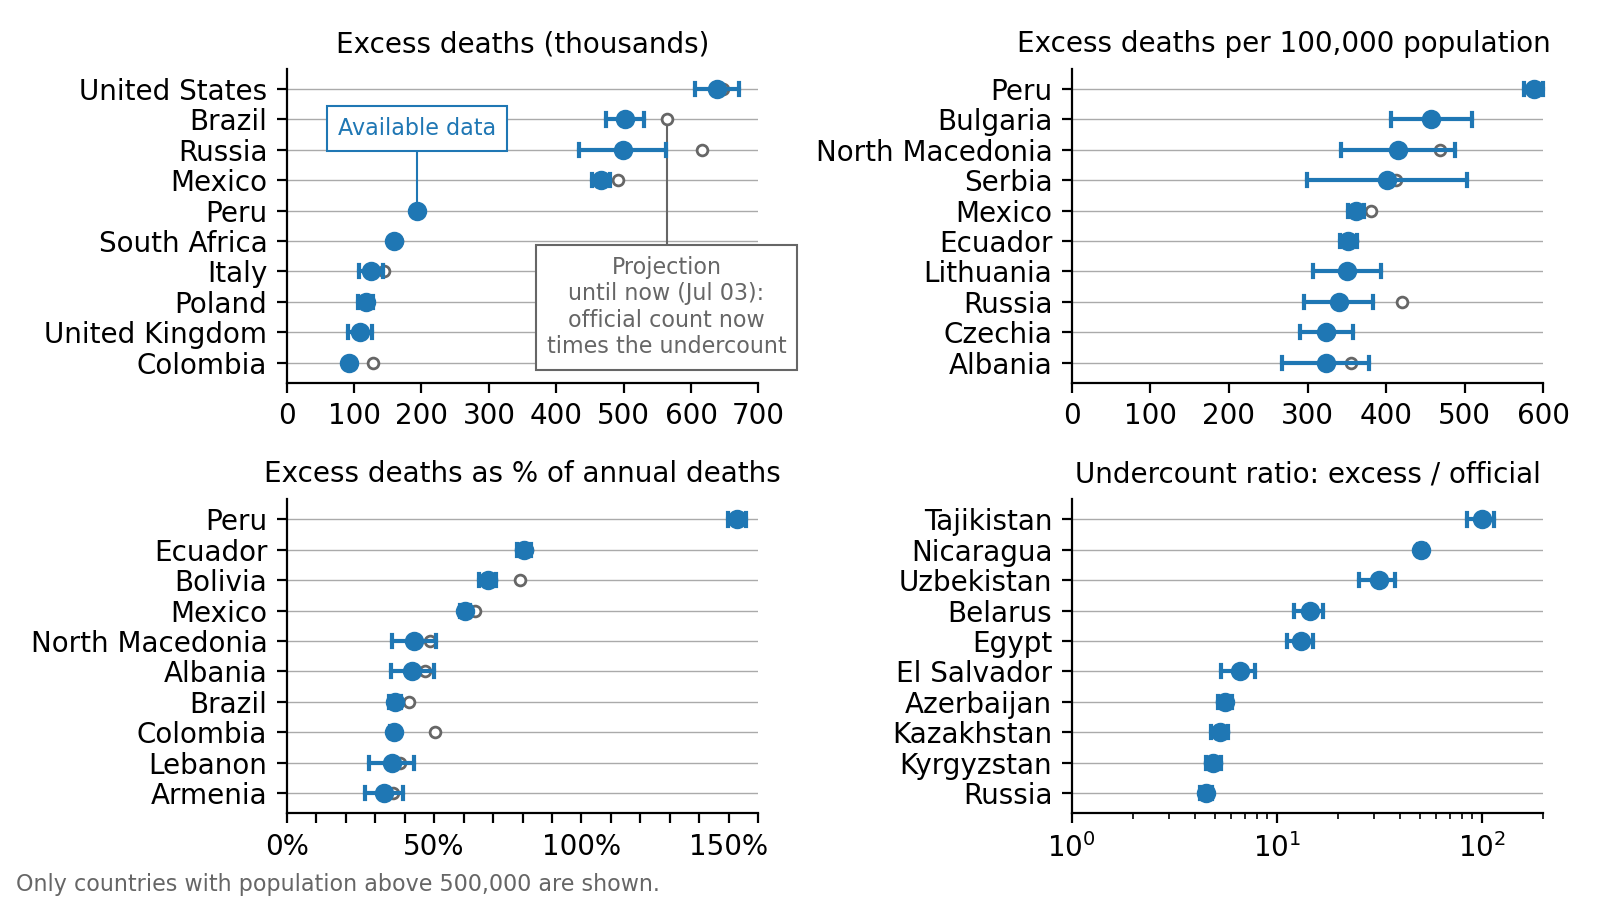 Excess deaths (thousands)
United States
Brazil
Russia
Mexico
Peru
South Africa
Italy
Poland
United Kingdom
Colombia
Available data
Projection
until now (Jul 03):
official count now
times the undercount
0 100 200 300 400 500 600 700
Excess deaths per 100,000 population
Peru
Bulgaria
North Macedonia
Serbia
Mexico
Ecuador
Lithuania
Russia
Czechia
Albania
0 100 200 300 400 500 600
Excess deaths as % of annual deaths
Peru
Ecuador
Bolivia
Mexico
North Macedonia
Albania
Brazil
Colombia
Lebanon
Armenia
0% 50% 100% 150%
Undercount ratio: excess / official
Tajikistan
Nicaragua
Uzbekistan
Belarus
Egypt
El Salvador
Azerbaijan
Kazakhstan
Kyrgyzstan
Russia
10⁰ 10¹ 10²
Only countries with population above 500,000 are shown.